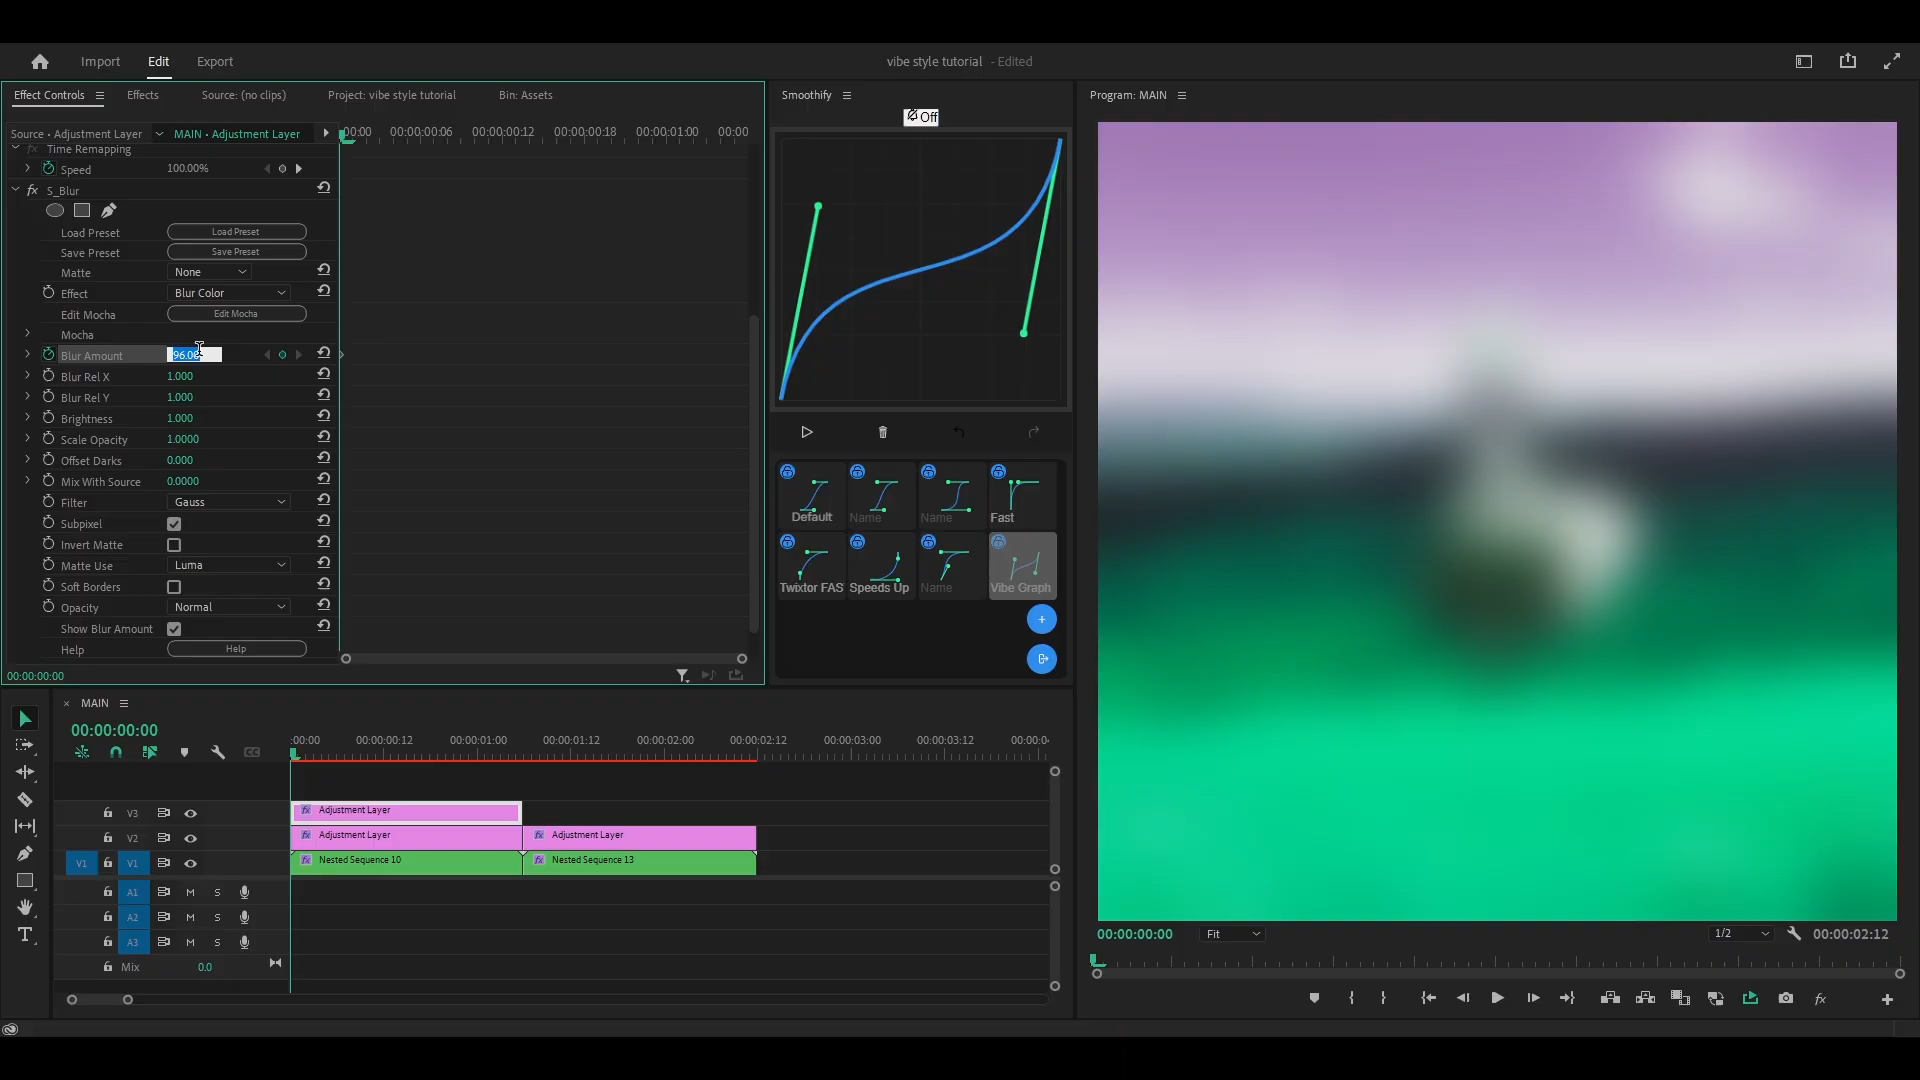 Import Edit Export
vibe style tutorial - Edited
Effect Controls Effects Source: (no clips) Project: vibe style tutorial Bin: Assets
Source • Adjustment Layer MAIN • Adjustment Layer
:00:00 00:00:00:06 00:00:00:12 00:00:00:18 00:00:01:00 00:00
Time Remapping
Speed 100.00%
fx S_Blur
Load Preset Load Preset
Save Preset Save Preset
Matte None
Effect Blur Color
Edit Mocha Edit Mocha
Mocha
Blur Amount 96.00
Blur Rel X 1.000
Blur Rel Y 1.000
Brightness 1.000
Scale Opacity 1.0000
Offset Darks 0.000
Mix With Source 0.0000
Filter Gauss
Subpixel
Invert Matte
Matte Use Luma
Soft Borders
Opacity Normal
Show Blur Amount
Help Help
00:00:00:00
Smoothify
Off
Default Name Name Fast
Twixtor FAS Speeds Up Name Vibe Graph
Program: MAIN
00:00:00:00 Fit 1/2 00:00:02:12
fx
× MAIN
00:00:00:00
CC
:00:00 00:00:00:12 00:00:01:00 00:00:01:12 00:00:02:00 00:00:02:12 00:00:03:00 00:00:03:12 00:00:0
V3 fx Adjustment Layer
V2 fx Adjustment Layer fx Adjustment Layer
V1 V1 fx Nested Sequence 10 fx Nested Sequence 13
A1 M S
A2 M S
A3 M S
Mix 0.0